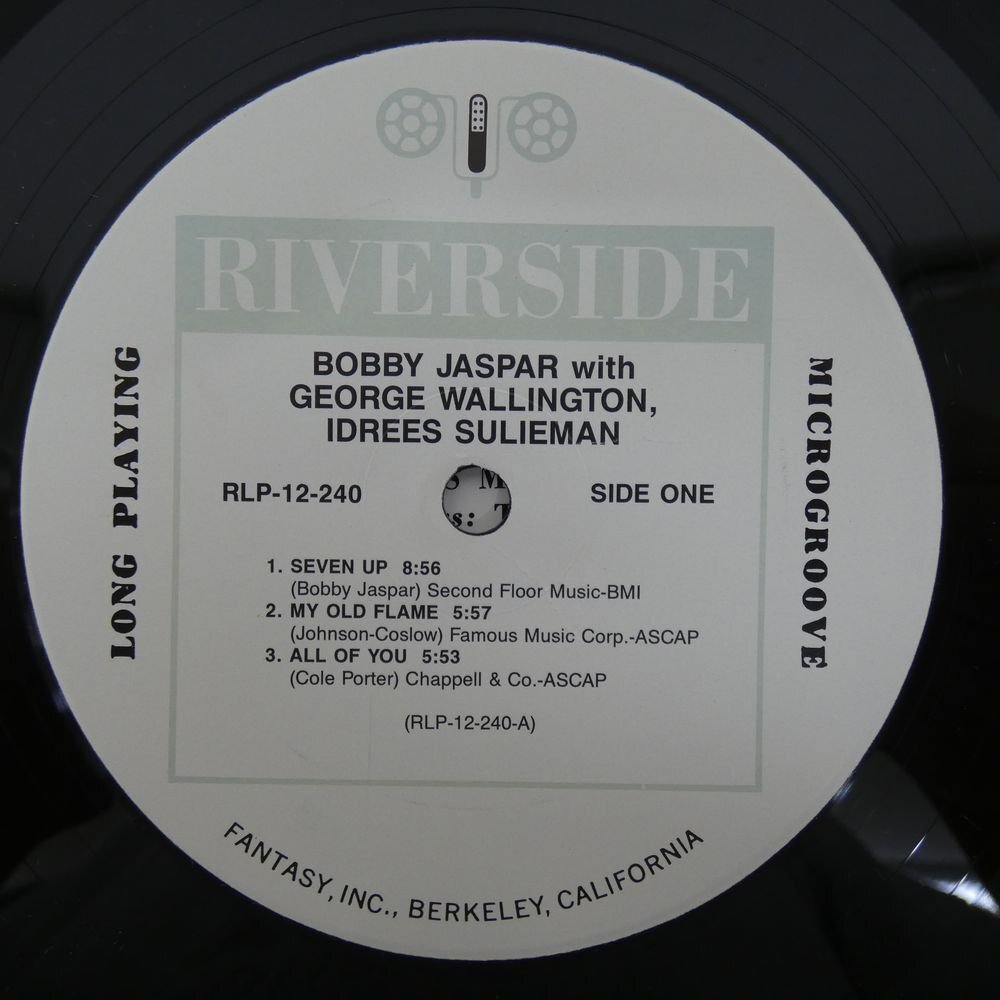 RIVERSIDE
BOBBY JASPAR with
GEORGE WALLINGTON,
IDREES SULIEMAN
LONG PLAYING
MICROGROOVE
RLP-12-240
SIDE ONE
1. SEVEN UP 8:56
(Bobby Jaspar) Second Floor Music-BMI
2. MY OLD FLAME 5:57
(Johnson-Coslow) Famous Music Corp.-ASCAP
3. ALL OF YOU 5:53
(Cole Porter) Chappell & Co.-ASCAP
(RLP-12-240-A)
FANTASY, INC., BERKELEY, CALIFORNIA